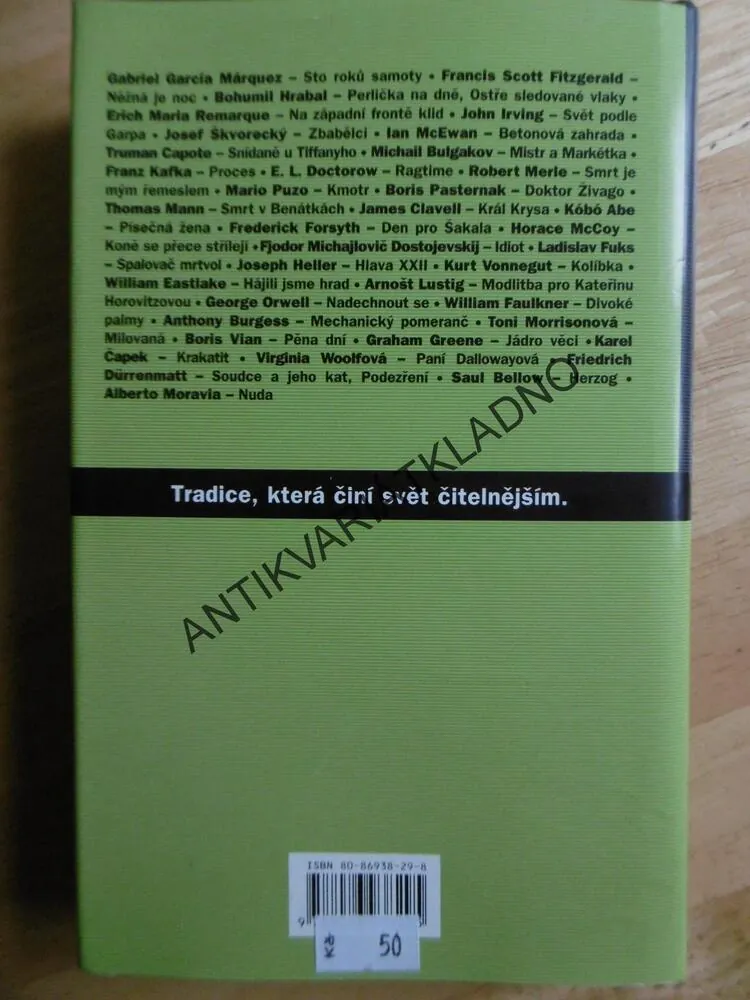 Gabriel García Márquez – Sto roků samoty • Francis Scott Fitzgerald –
Něžná je noc • Bohumil Hrabal – Perlička na dně, Ostře sledované vlaky •
Erich Maria Remarque – Na západní frontě klid • John Irving – Svět podle
Garpa • Josef Škvorecký – Zbabělci • Ian McEwan – Betonová zahrada •
Truman Capote – Snídaně u Tiffanyho • Michail Bulgakov – Mistr a Markétka •
Franz Kafka – Proces • E. L. Doctorow – Ragtime • Robert Merle – Smrt je
mým řemeslem • Mario Puzo – Kmotr • Boris Pasternak – Doktor Živago •
Thomas Mann – Smrt v Benátkách • James Clavell – Král Krysa • Kóbó Abe
– Písečná žena • Frederick Forsyth – Den pro Šakala • Horace McCoy –
Koně se přece střílejí •Fjodor Michajlovič Dostojevskij – Idiot • Ladislav Fuks
– Spalovač mrtvol • Joseph Heller – Hlava XXII • Kurt Vonnegut – Kolíbka •
William Eastlake – Hájili jsme hrad • Arnošt Lustig – Modlitba pro Kateřinu
Horovitzovou • George Orwell – Nadechnout se • William Faulkner – Divoké
palmy • Anthony Burgess – Mechanický pomeranč • Toni Morrisonová –
Milovaná • Boris Vian – Pěna dní • Graham Greene – Jádro věci • Karel
Čapek – Krakatit • Virginia Woolfová – Paní Dallowayová • Friedrich
Dürrenmatt – Soudce a jeho kat, Podezření • Saul Bellow – Herzog •
Alberto Moravia – Nuda
Tradice, která činí svět čitelnějším.
ANTIKVARIÁTKLADNO
ISBN 80-86938-29-8
9
Kč 50